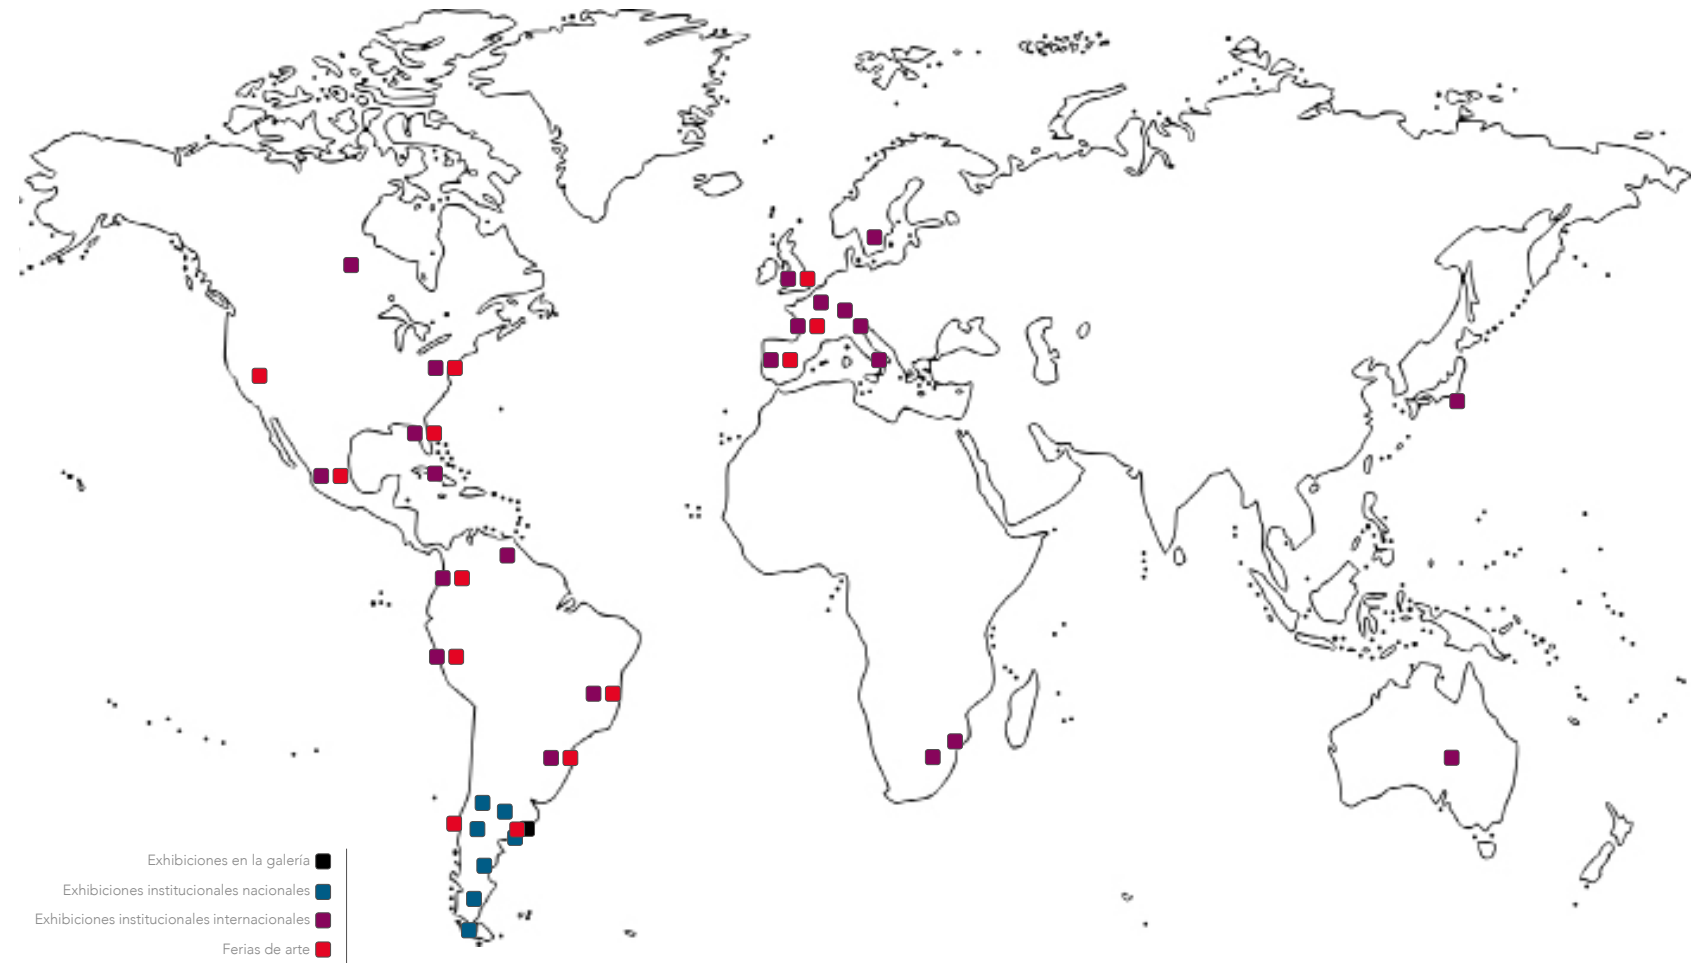 Exhibiciones en la galería
Exhibiciones institucionales nacionales
Exhibiciones institucionales internacionales
Ferias de arte